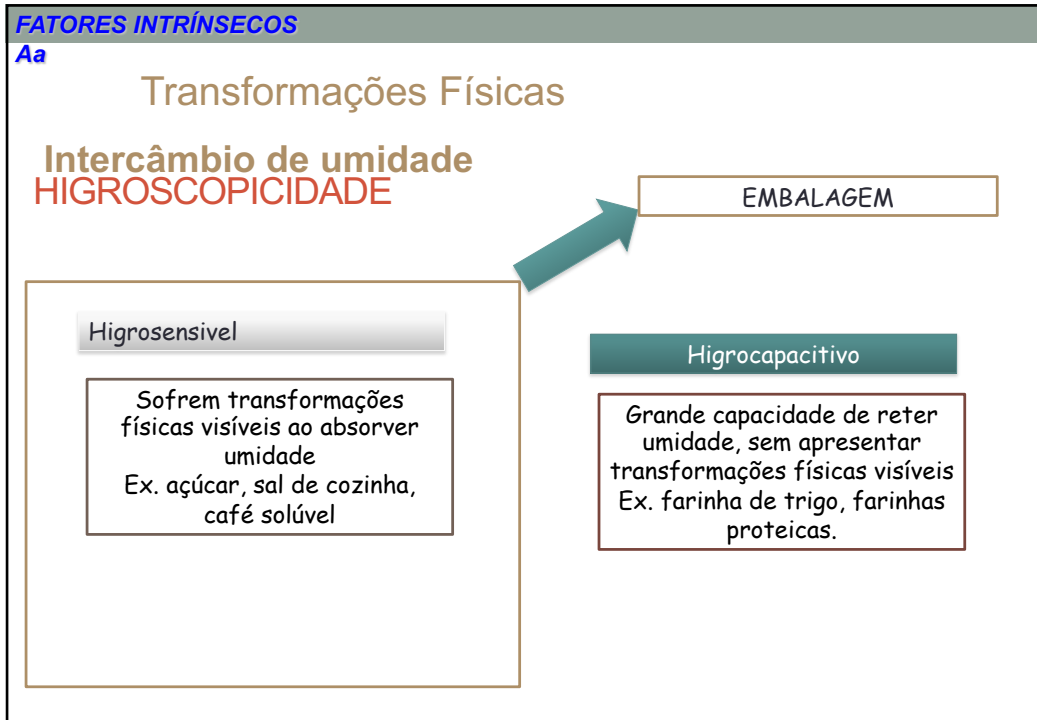 FATORES INTRÍNSECOS
Aa
Transformações Físicas
Intercâmbio de umidade
HIGROSCOPICIDADE
EMBALAGEM
Higrosensivel
Sofrem transformações
físicas visíveis ao absorver
umidade
Ex. açúcar, sal de cozinha,
café solúvel
Higrocapacitivo
Grande capacidade de reter
umidade, sem apresentar
transformações físicas visíveis
Ex. farinha de trigo, farinhas
proteicas.